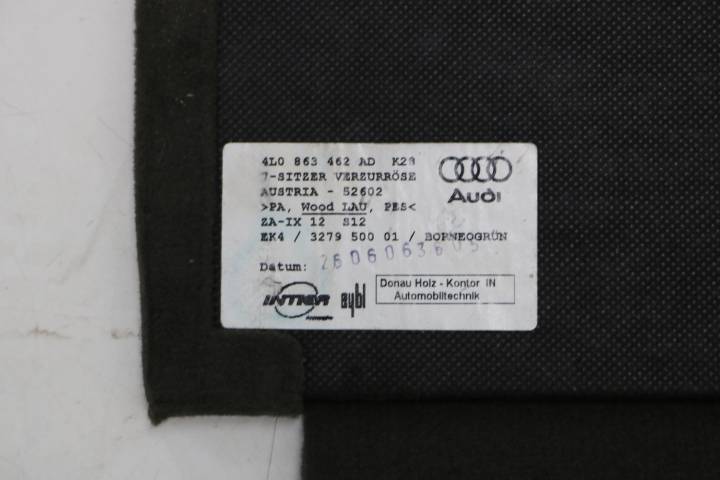 4L0 863 462 AD K28
7-SITZER VERZURRÖSE
AUSTRIA - 52602
>PA, Wood LAU, PES<
ZA-IX 12 S12
EK4 / 3279 500 01 / BORNEOGRÜN
Datum:
Audi
INTIER
eybl
Donau Holz - Kontor IN
Automobiltechnik